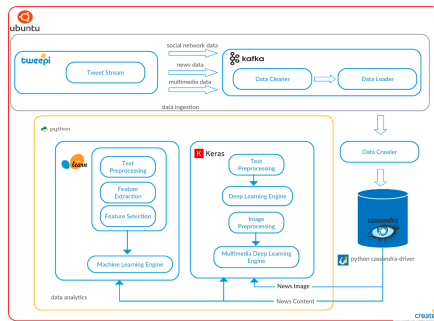 ubuntu
social network data
tweepi
Tweet Stream
news data
multimedia data
kafka
Data Cleaner
Data Loader
data ingestion
python
learn
Text
Preprocessing
Feature
Extraction
Feature Selection
Machine Learning Engine
data analytics
K Keras
Text
Preprocessing
Deep Learning Engine
Image
Preprocessing
Multimedia Deep Learning
Engine
Data Crawler
cassandra
python cassandra-driver
News Image
News Content
create